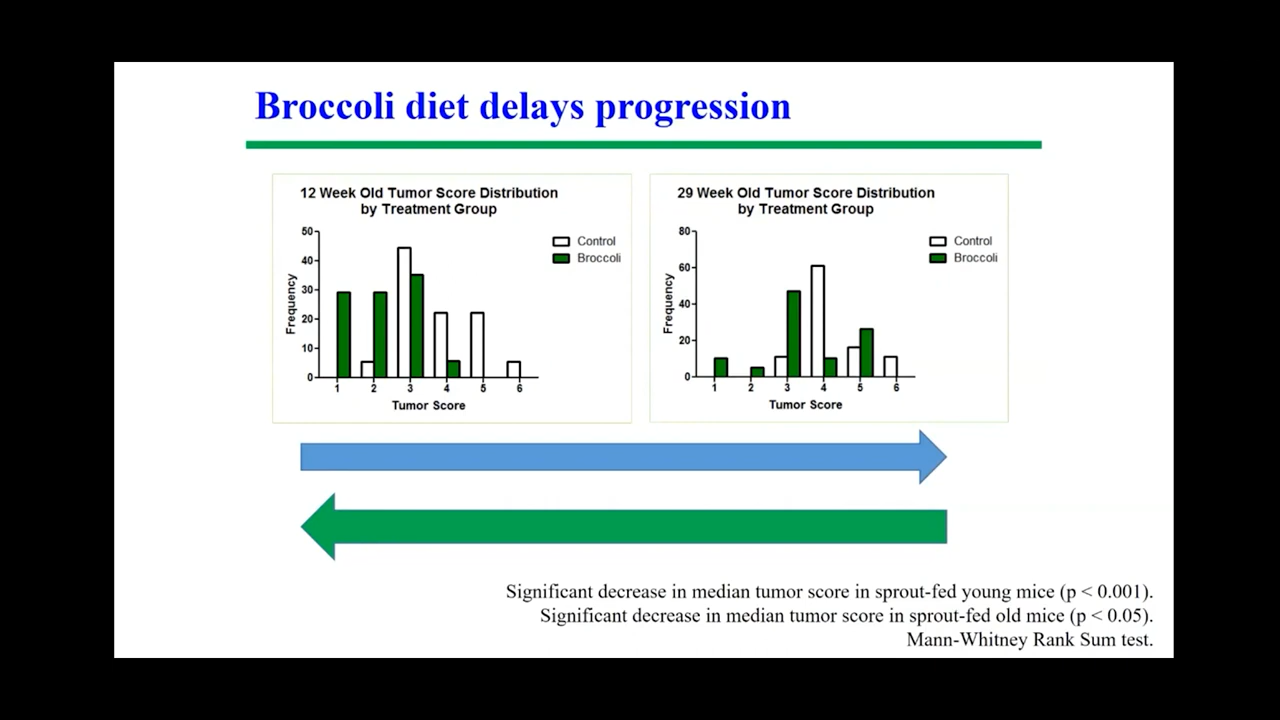 Broccoli diet delays progression
12 Week Old Tumor Score Distribution
by Treatment Group
50
40
30
20
10
0
Frequency
1 2 3 4 5 6
Tumor Score
Control
Broccoli
29 Week Old Tumor Score Distribution
by Treatment Group
80
60
40
20
0
Frequency
1 2 3 4 5 6
Tumor Score
Control
Broccoli
Significant decrease in median tumor score in sprout-fed young mice (p < 0.001).
Significant decrease in median tumor score in sprout-fed old mice (p < 0.05).
Mann-Whitney Rank Sum test.